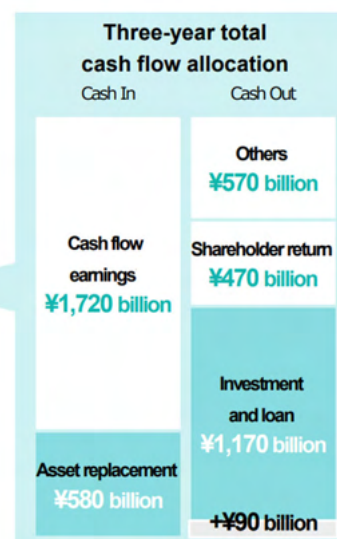 Three-year total
cash flow allocation
Cash In
Cash Out
Cash flow
earnings
¥1,720 billion
Asset replacement
¥580 billion
Others
¥570 billion
Shareholder return
¥470 billion
Investment
and loan
¥1,170 billion
+¥90 billion